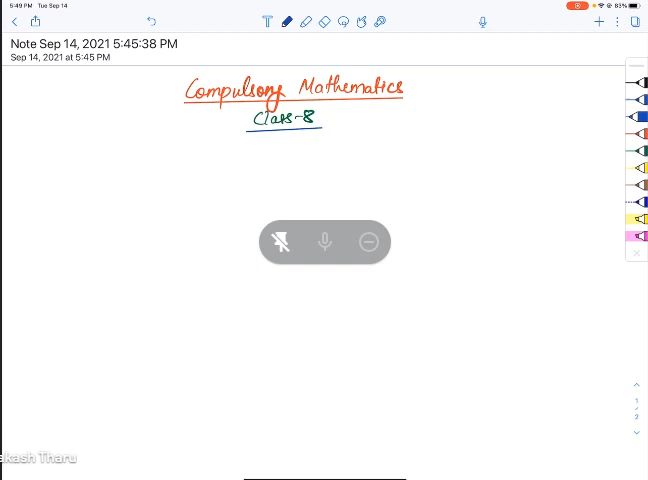 5:49 PM Tue Sep 14
83%
Note Sep 14, 2021 5:45:38 PM
Sep 14, 2021 at 5:45 PM
Compulsory Mathematics
Class-8
1
/
2
Tharu